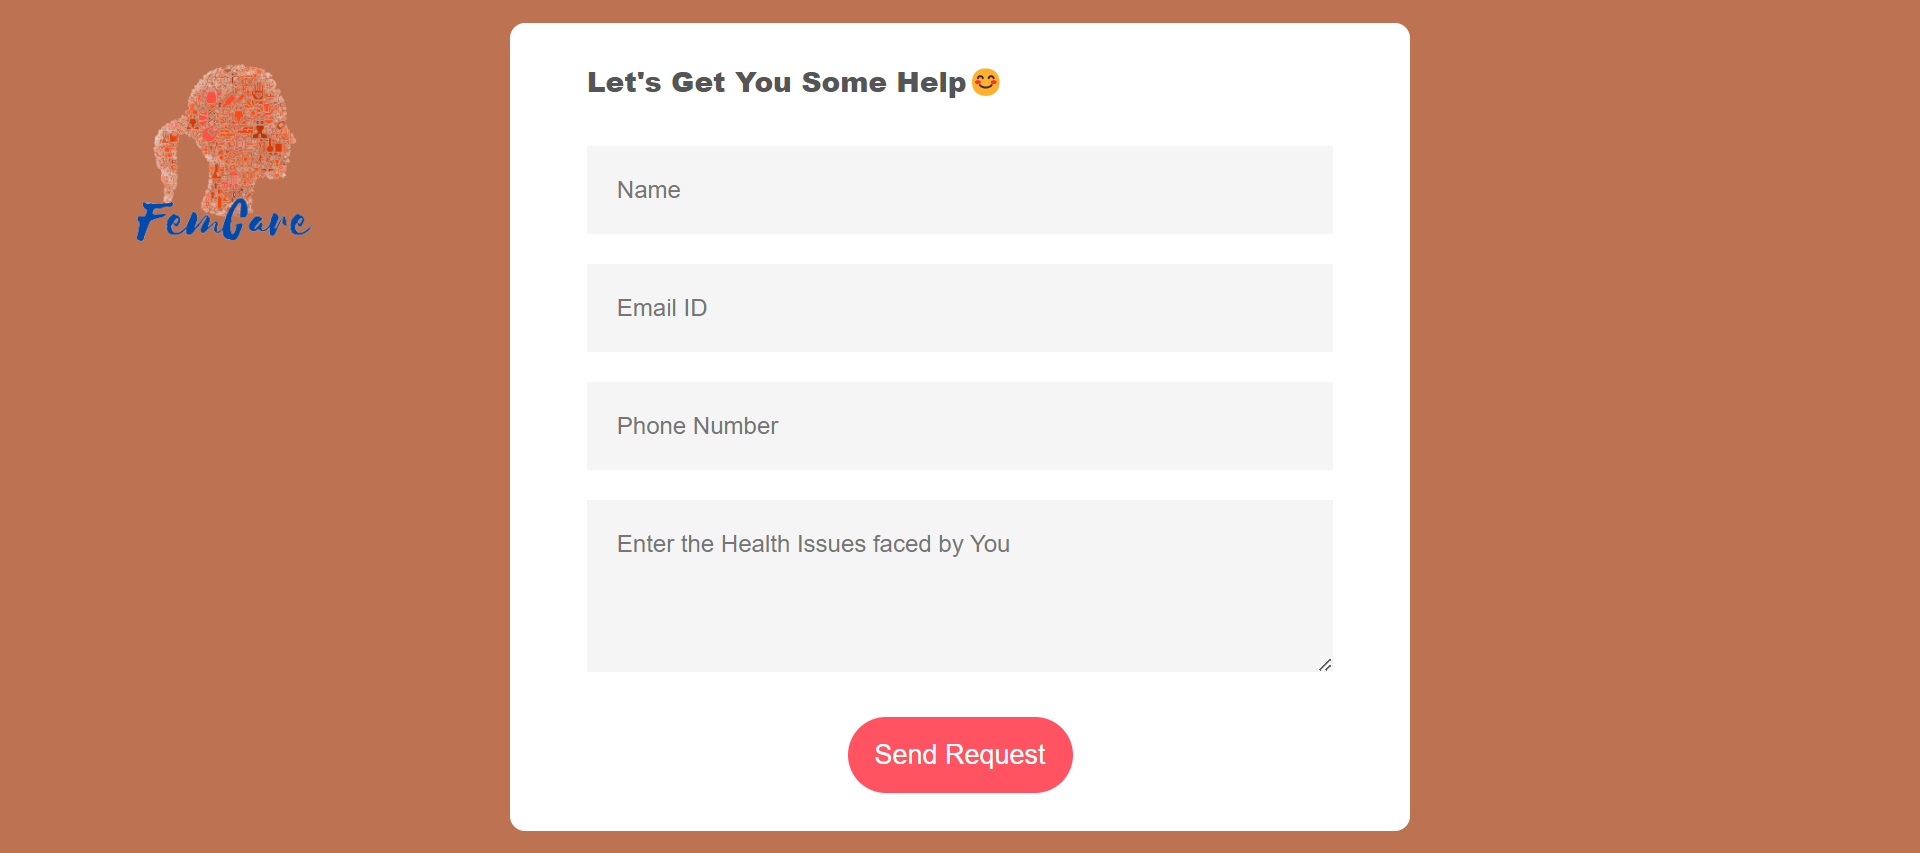 FemCare
Let's Get You Some Help😊
Name
Email ID
Phone Number
Enter the Health Issues faced by You
Send Request